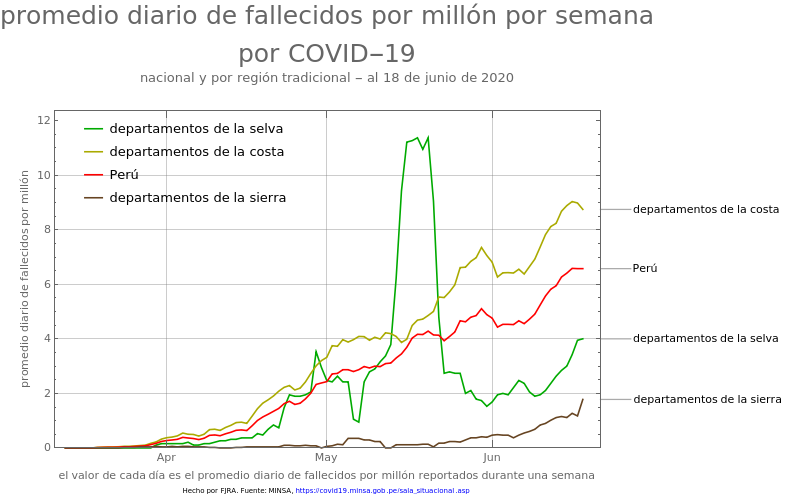 promedio diario de fallecidos por millón por semana
por COVID−19
nacional y por región tradicional − al 18 de junio de 2020
promedio diario de fallecidos por millón
12
10
8
6
4
2
0
departamentos de la selva
departamentos de la costa
Perú
departamentos de la sierra
departamentos de la costa
Perú
departamentos de la selva
departamentos de la sierra
Apr
May
Jun
el valor de cada día es el promedio diario de fallecidos por millón reportados durante una semana
Hecho por FJRA. Fuente: MINSA, https://covid19.minsa.gob.pe/sala_situacional.asp